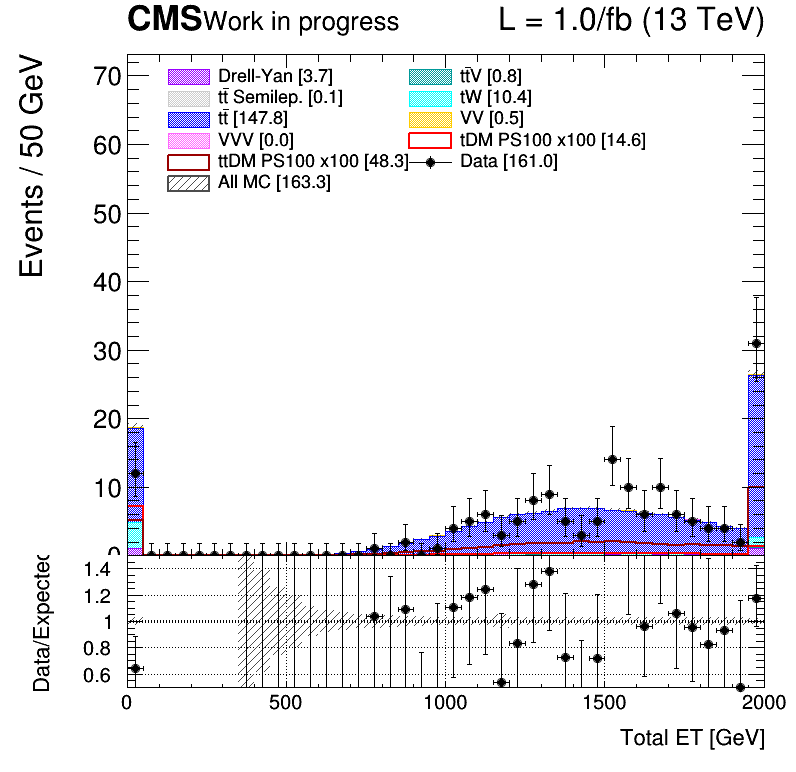 CMS Work in progress L = 1.0/fb (13 TeV)
Events / 50 GeV
70
60
50
40
30
20
10
0
Drell-Yan [3.7] tt̄V [0.8]
tt̄ Semilep. [0.1] tW [10.4]
tt̄ [147.8] VV [0.5]
VVV [0.0] tDM PS100 x100 [14.6]
ttDM PS100 x100 [48.3] Data [161.0]
All MC [163.3]
Data/Expected
1.4
1.2
1
0.8
0.6
0 500 1000 1500 2000
Total ET [GeV]